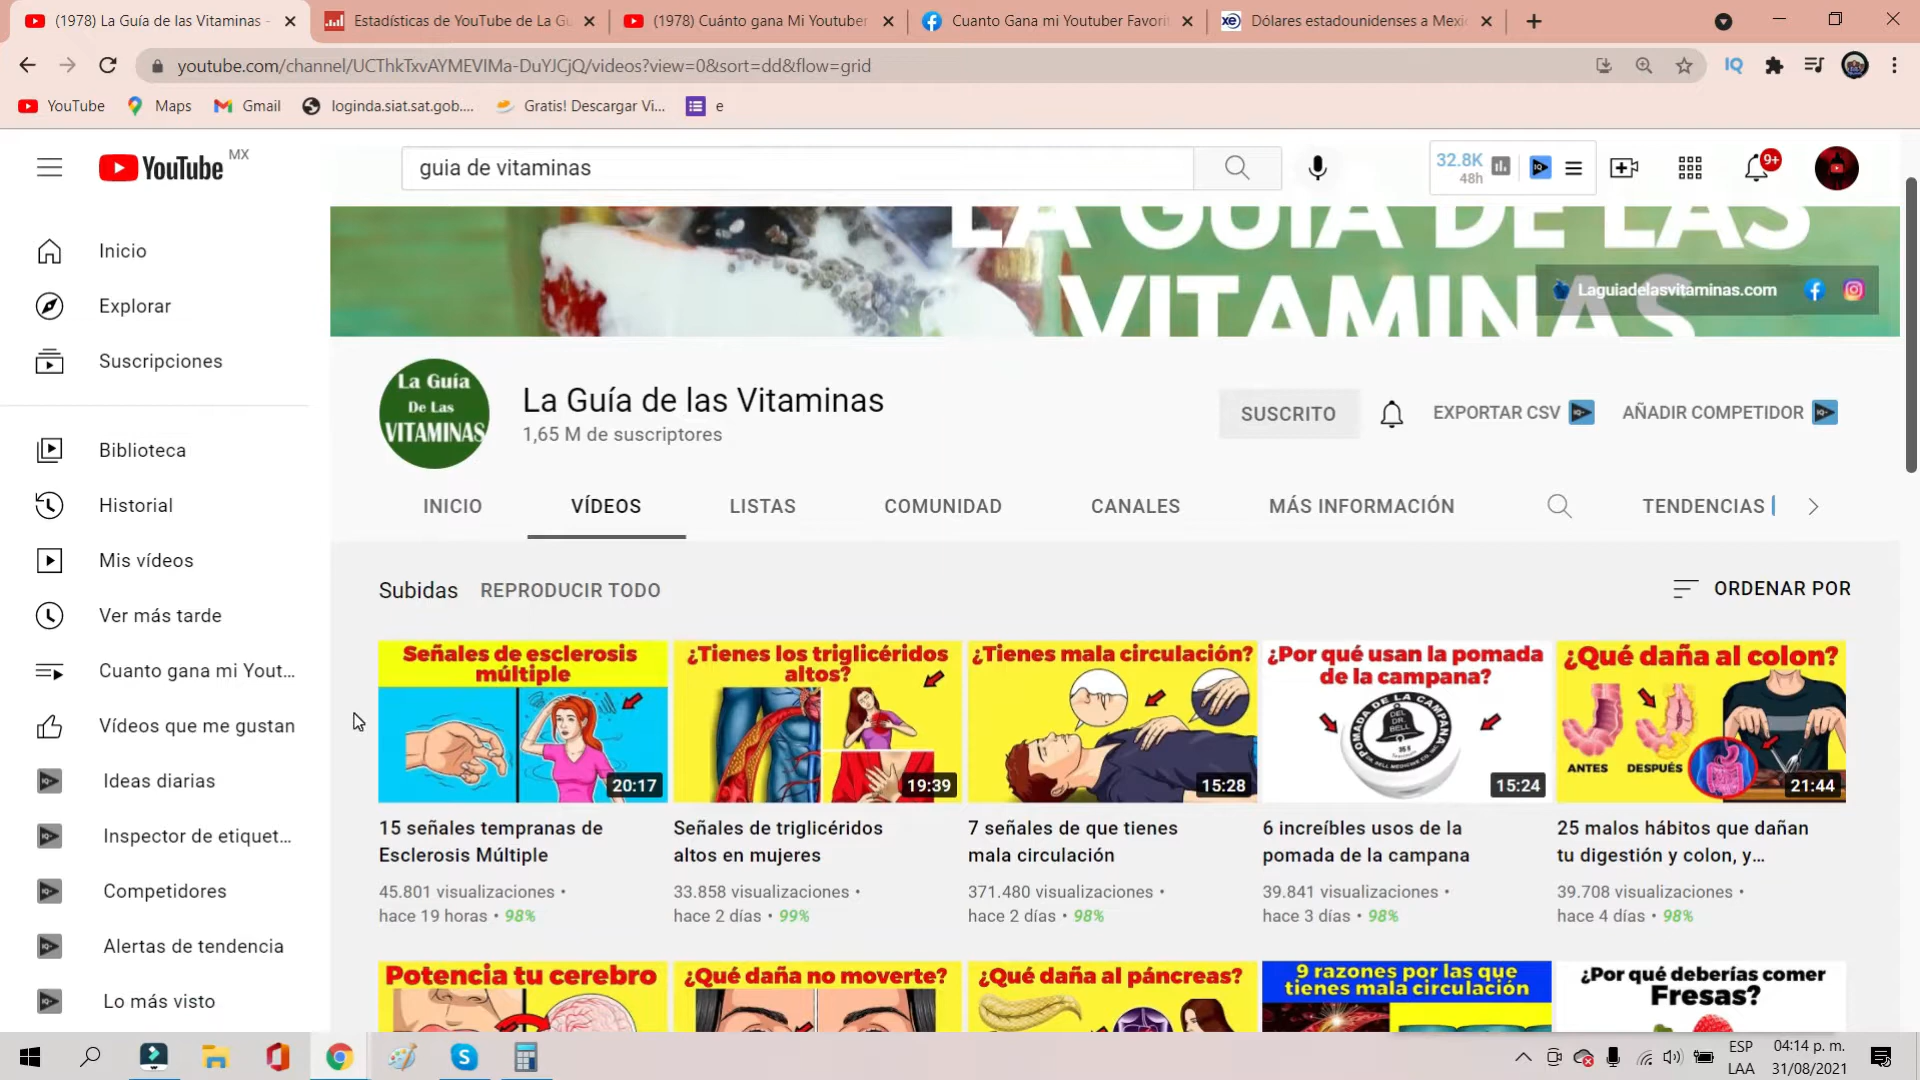 (1978) La Guía de las Vitaminas -
Estadísticas de YouTube de La Gu
(1978) Cuánto gana Mi Youtuber
Cuanto Gana mi Youtuber Favorit
Dólares estadounidenses a Mexic
youtube.com/channel/UCThkTxvAYMEVIMa-DuYJCjQ/videos?view=0&sort=dd&flow=grid
IQ
YouTube
Maps
Gmail
loginda.siat.sat.gob....
Gratis! Descargar Vi...
e
YouTube MX
guia de vitaminas
32.8K
48h
9+
Inicio
Explorar
Suscripciones
Biblioteca
Historial
Mis vídeos
Ver más tarde
Cuanto gana mi Yout...
Vídeos que me gustan
Ideas diarias
Inspector de etiquet...
Competidores
Alertas de tendencia
Lo más visto
LA GUIA DE LAS
VITAMINAS
Laguiadelasvitaminas.com
La Guía
De Las
VITAMINAS
La Guía de las Vitaminas
1,65 M de suscriptores
SUSCRITO
EXPORTAR CSV
AÑADIR COMPETIDOR
INICIO
VÍDEOS
LISTAS
COMUNIDAD
CANALES
MÁS INFORMACIÓN
TENDENCIAS
Subidas
REPRODUCIR TODO
ORDENAR POR
Señales de esclerosis
múltiple
20:17
15 señales tempranas de
Esclerosis Múltiple
45.801 visualizaciones •
hace 19 horas • 98%
¿Tienes los triglicéridos
altos?
19:39
Señales de triglicéridos
altos en mujeres
33.858 visualizaciones •
hace 2 días • 99%
¿Tienes mala circulación?
15:28
7 señales de que tienes
mala circulación
371.480 visualizaciones •
hace 2 días • 98%
¿Por qué usan la pomada
de la campana?
POMADA DE LA CAMPANA
DEL DR.
BELL
15:24
6 increíbles usos de la
pomada de la campana
39.841 visualizaciones •
hace 3 días • 98%
¿Qué daña al colon?
ANTES
DESPUÉS
21:44
25 malos hábitos que dañan
tu digestión y colon, y...
39.708 visualizaciones •
hace 4 días • 98%
Potencia tu cerebro
¿Qué daña no moverte?
¿Qué daña al páncreas?
9 razones por las que
tienes mala circulación
¿Por qué deberías comer
Fresas?
ESP
LAA
04:14 p. m.
31/08/2021